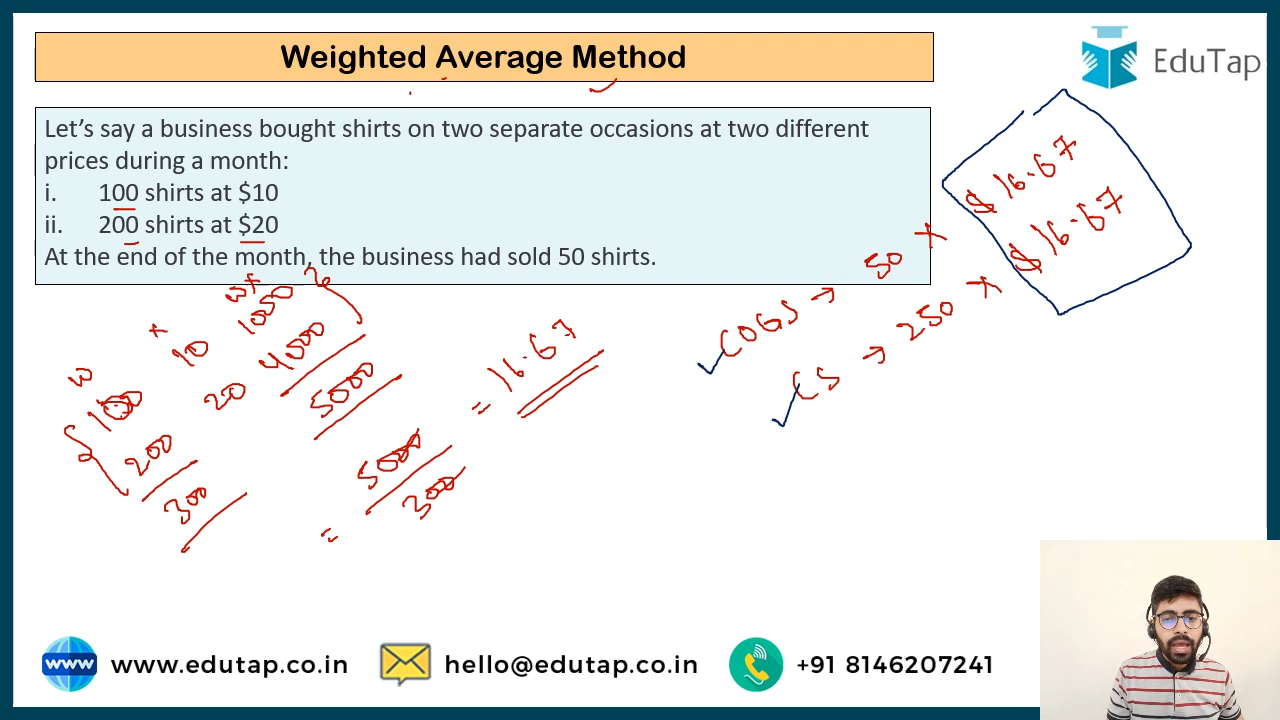 Weighted Average Method
EduTap
Let's say a business bought shirts on two separate occasions at two different
prices during a month:
i. 100 shirts at $10
ii. 200 shirts at $20
At the end of the month, the business had sold 50 shirts.
w x wx
100 10 1000
200 20 4000
300 5000
= 5000
300
= 16.67
COGS → 50 × $16.67
CS → 250 × $16.67
www www.edutap.co.in
hello@edutap.co.in
+91 8146207241